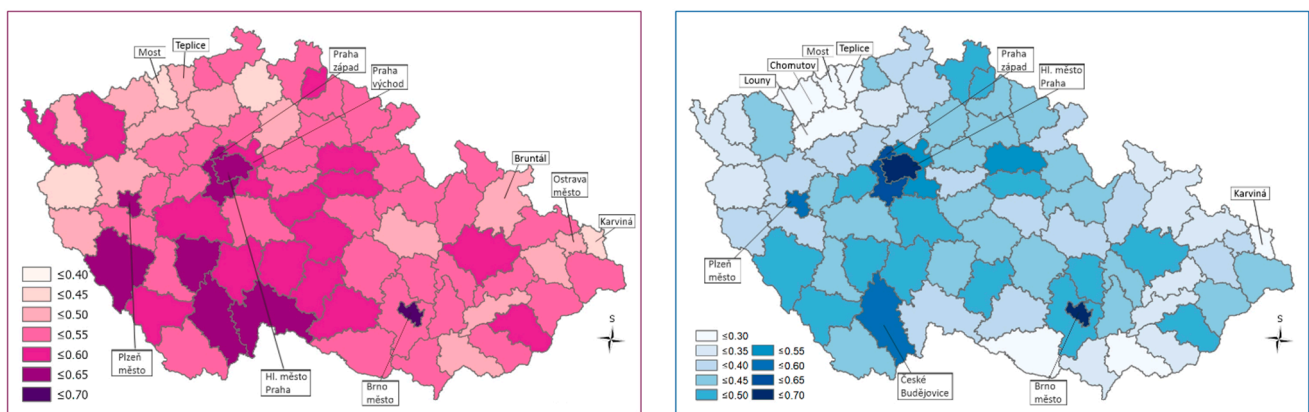 Most
Teplice
Praha
západ
Praha
východ
Bruntál
Ostrava
město
Karviná
≤0.40
≤0.45
≤0.50
≤0.55
≤0.60
≤0.65
≤0.70
Plzeň
město
Hl. město
Praha
Brno
město
S
Most
Teplice
Chomutov
Louny
Praha
západ
Hl. město
Praha
Karviná
Plzeň
město
≤0.30
≤0.35
≤0.40
≤0.45
≤0.50
≤0.55
≤0.60
≤0.65
≤0.70
České
Budějovice
Brno
město
S